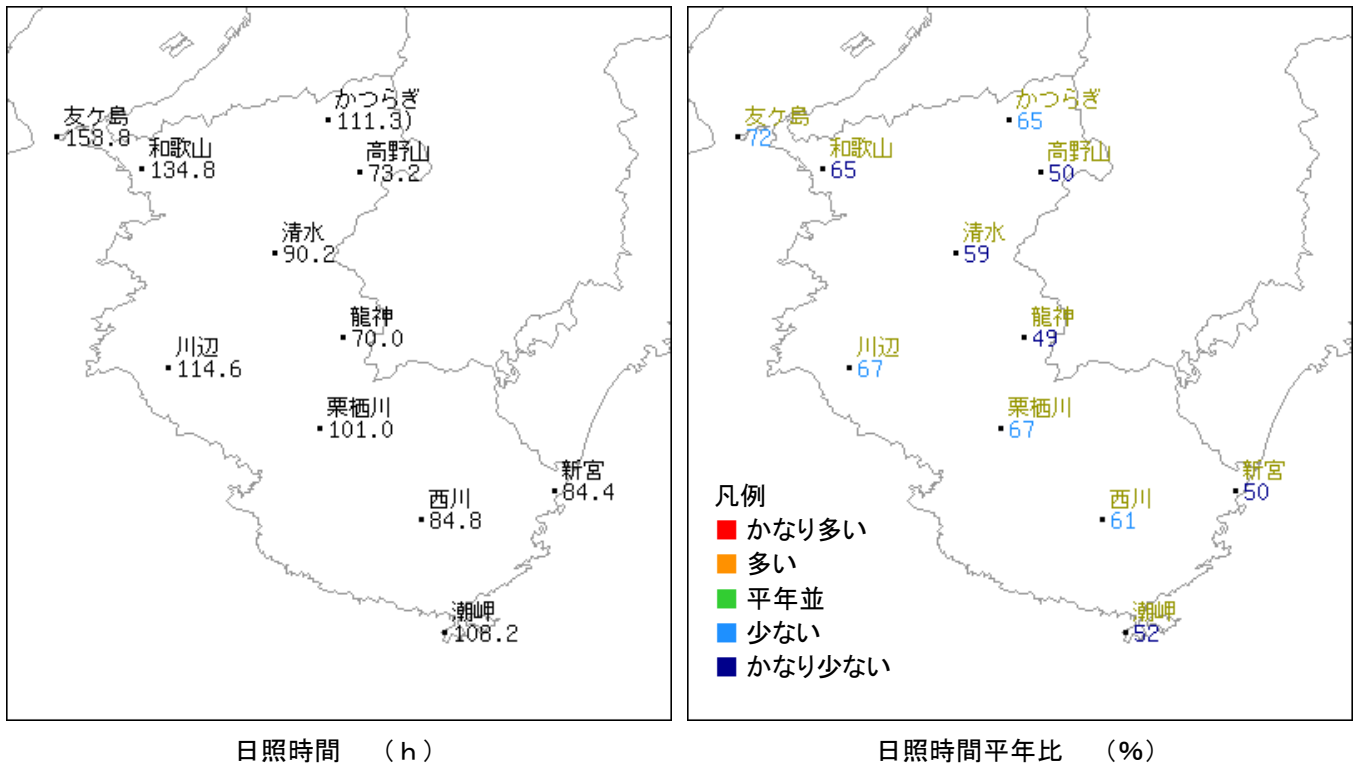 かつらぎ
111.3)
友ケ島
153.8
和歌山
134.8
高野山
73.2
清水
90.2
龍神
70.0
川辺
114.6
栗栖川
101.0
新宮
84.4
西川
84.8
潮岬
108.2
日照時間 （ｈ）
かつらぎ
65
友ケ島
72
和歌山
65
高野山
50
清水
59
龍神
49
川辺
67
栗栖川
67
新宮
50
西川
61
潮岬
52
凡例
かなり多い
多い
平年並
少ない
かなり少ない
日照時間平年比 （％）